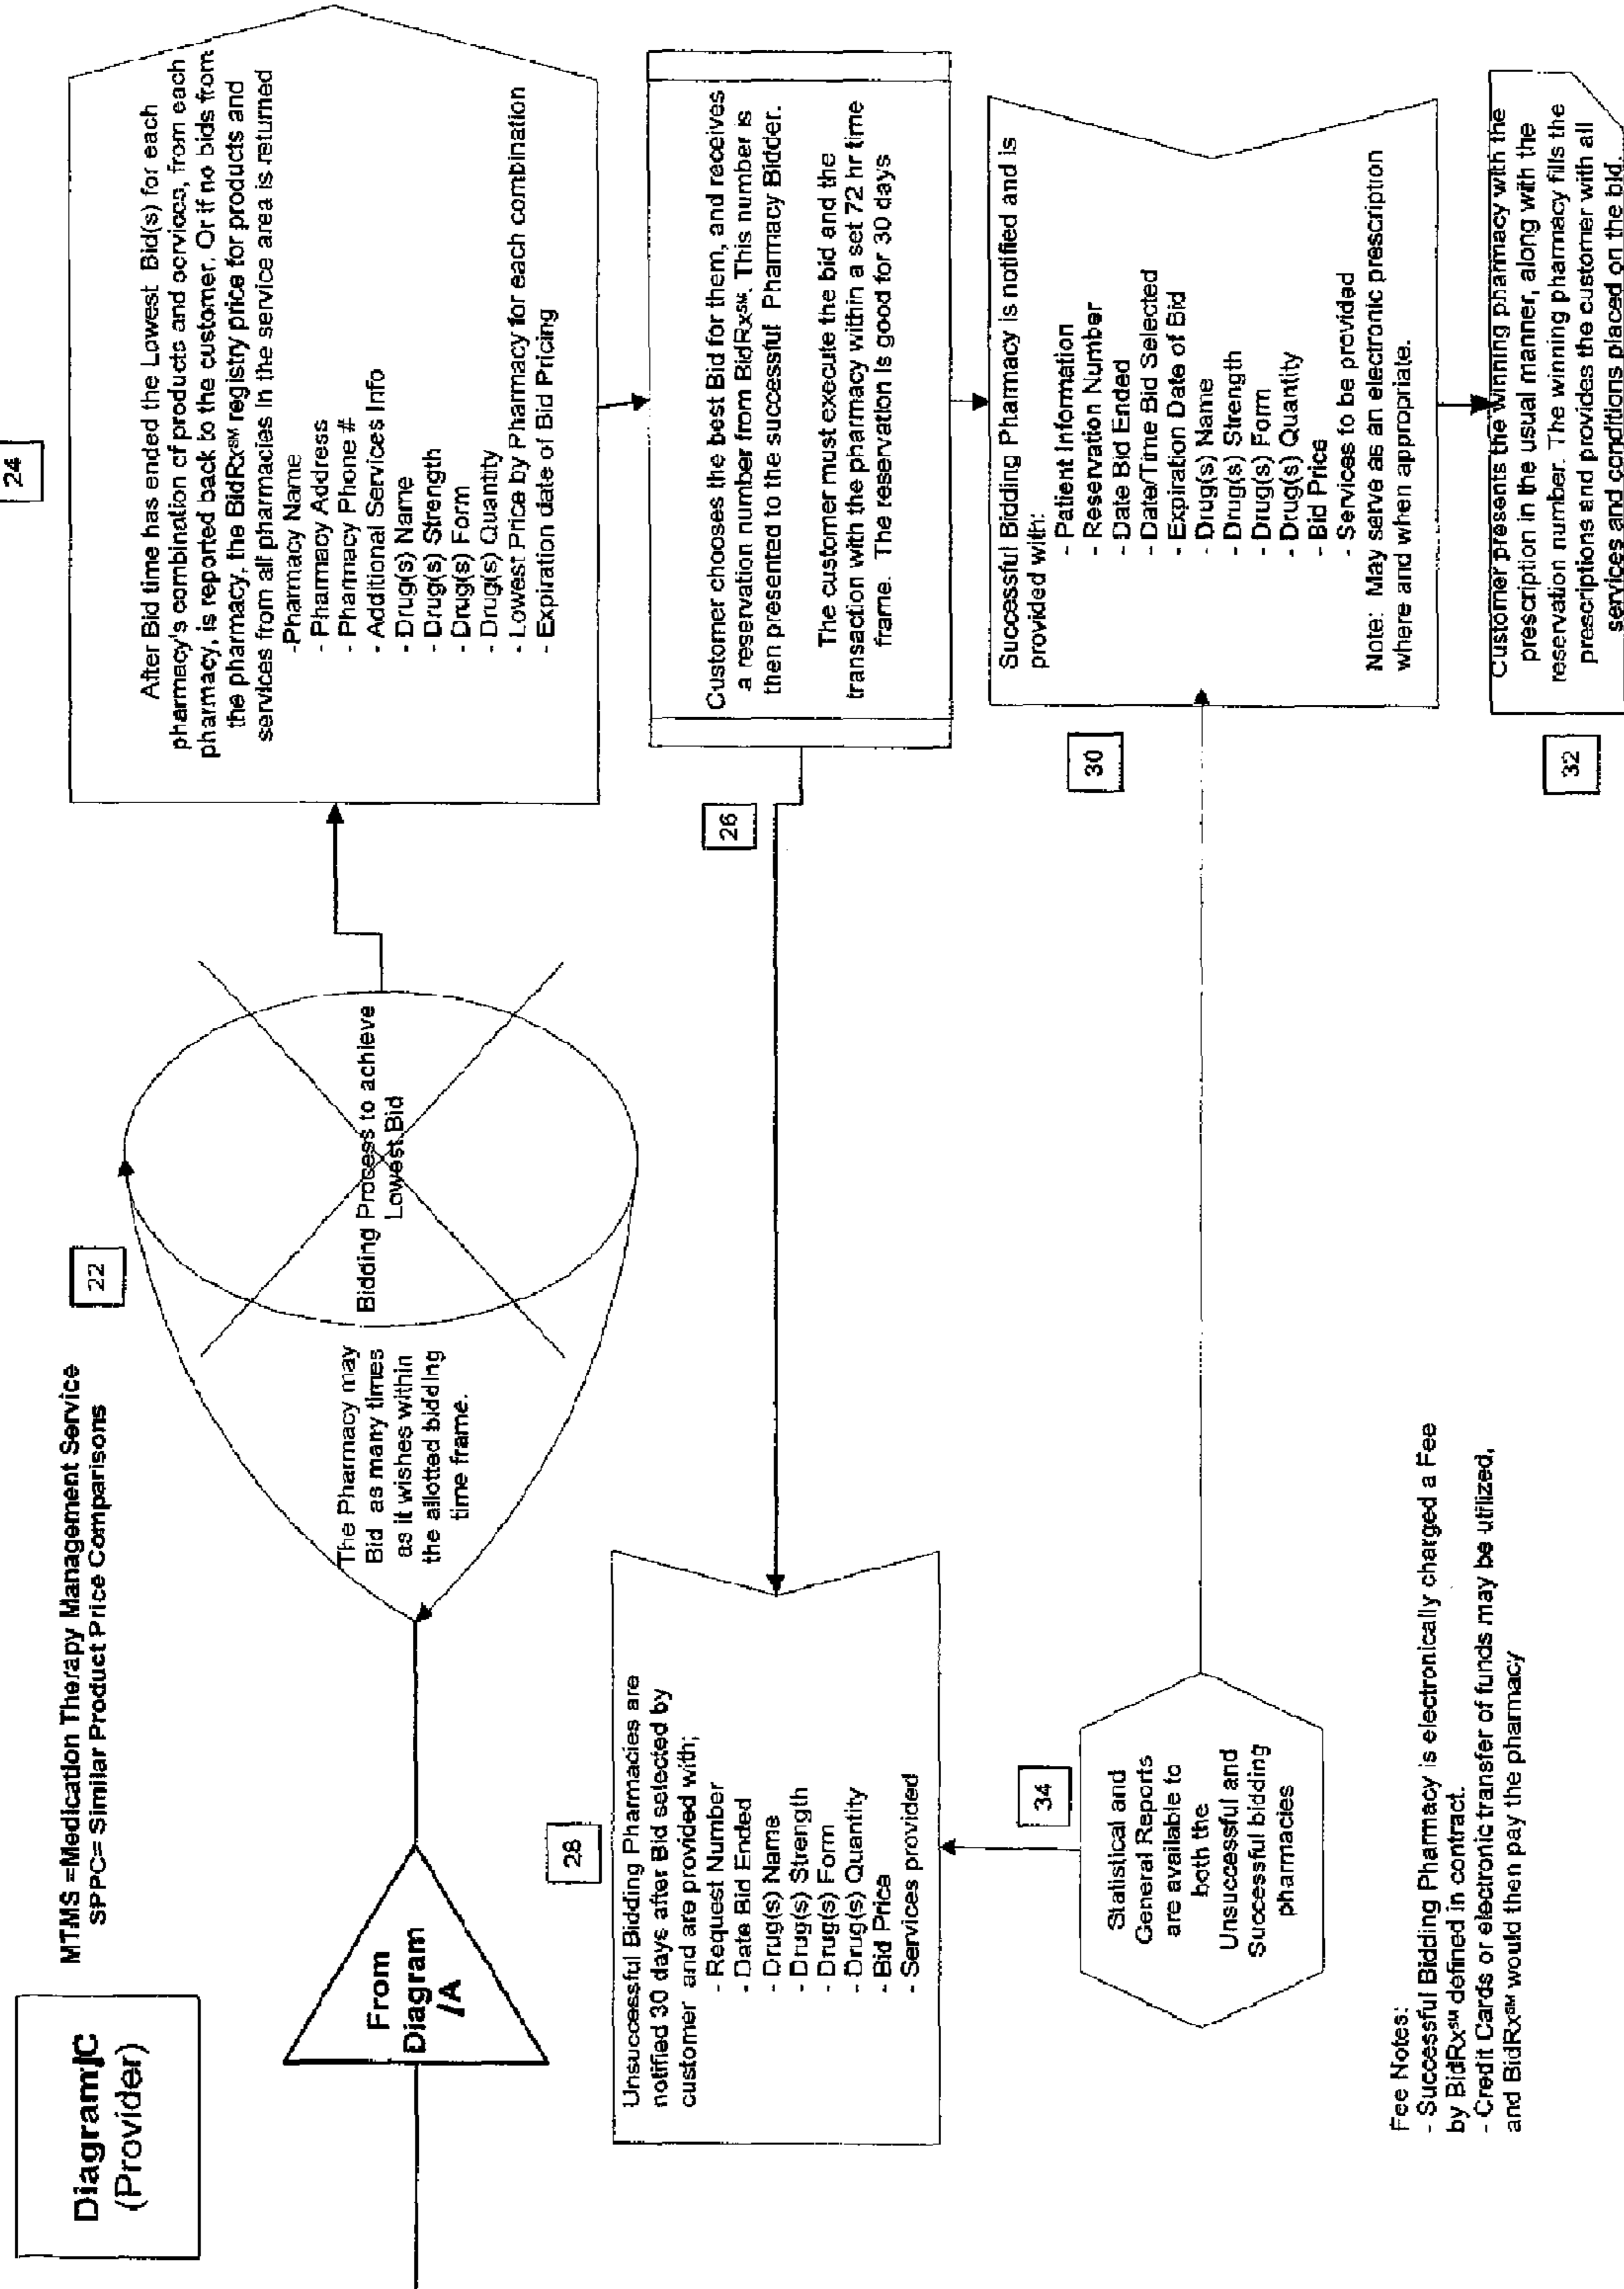 Diagram/C
(Provider)
MTMS =Medication Therapy Management Service
SPPC= Similar Product Price Comparisons
From
Diagram
/A
The Pharmacy may
Bid as many times
as it wishes within
the allotted bidding
time frame.
22
Bidding Process to achieve
Lowest Bid
24
After Bid time has ended the Lowest Bid(s) for each
pharmacy's combination of products and services, from each
pharmacy, is reported back to the customer. Or if no bids from
the pharmacy, the BidRx℠ registry price for products and
services from all pharmacies in the service area is returned
-Pharmacy Name
- Pharmacy Address
- Pharmacy Phone #
- Additional Services Info
- Drug(s) Name
- Drug(s) Strength
- Drug(s) Form
- Drug(s) Quantity
- Lowest Price by Pharmacy for each combination
- Expiration date of Bid Pricing
26
Customer chooses the best Bid for them, and receives
a reservation number from BidRx℠. This number is
then presented to the successful Pharmacy Bidder.
The customer must execute the bid and the
transaction with the pharmacy within a set 72 hr time
frame. The reservation is good for 30 days
28
Unsuccessful Bidding Pharmacies are
notified 30 days after Bid selected by
customer and are provided with;
- Request Number
- Date Bid Ended
- Drug(s) Name
- Drug(s) Strength
- Drug(s) Form
- Drug(s) Quantity
- Bid Price
- Services provided
30
Successful Bidding Pharmacy is notified and is
provided with:
- Patient Information
- Reservation Number
- Date Bid Ended
- Date/Time Bid Selected
- Expiration Date of Bid
- Drug(s) Name
- Drug(s) Strength
- Drug(s) Form
- Drug(s) Quantity
- Bid Price
- Services to be provided
Note: May serve as an electronic prescription
where and when appropriate.
34
Statistical and
General Reports
are available to
both the
Unsuccessful and
Successful bidding
pharmacies
32
Customer presents the winning pharmacy with the
prescription in the usual manner, along with the
reservation number. The winning pharmacy fills the
prescriptions and provides the customer with all
services and conditions placed on the bid.
Fee Notes:
- Successful Bidding Pharmacy is electronically charged a Fee
by BidRx℠ defined in contract.
- Credit Cards or electronic transfer of funds may be utilized,
and BidRx℠ would then pay the pharmacy